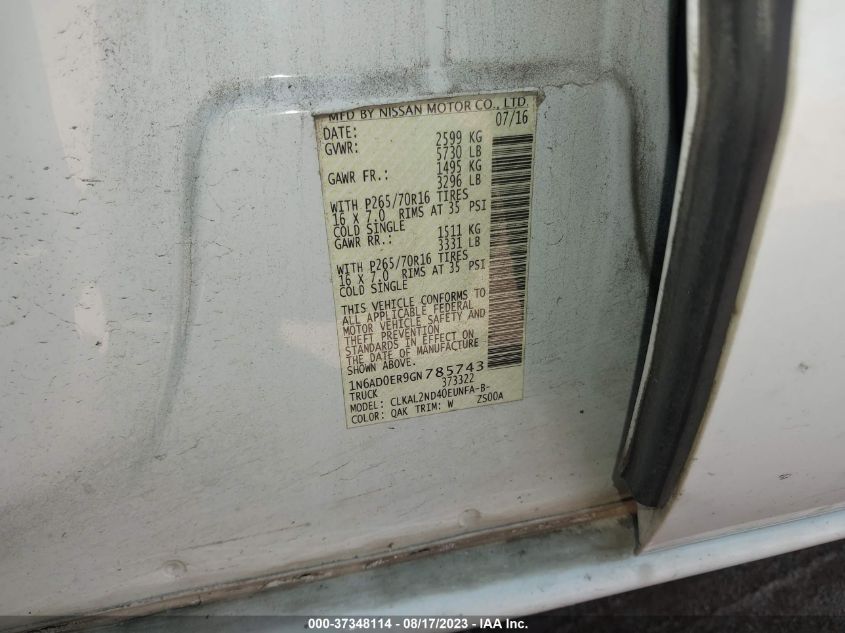 MFD BY NISSAN MOTOR CO., LTD.
DATE: 07/16
GVWR: 2599 KG
5730 LB
GAWR FR.: 1495 KG
3296 LB
WITH P265/70R16 TIRES
16 X 7.0 RIMS AT 35 PSI
COLD SINGLE
GAWR RR.: 1511 KG
3331 LB
WITH P265/70R16 TIRES
16 X 7.0 RIMS AT 35 PSI
COLD SINGLE
THIS VEHICLE CONFORMS TO
ALL APPLICABLE FEDERAL
MOTOR VEHICLE SAFETY AND
THEFT PREVENTION
STANDARDS IN EFFECT ON
THE DATE OF MANUFACTURE
SHOWN ABOVE.
1N6AD0ER9GN785743
TRUCK 373322
MODEL: CLKAL2ND40EUNFA-B-
COLOR: QAK TRIM: W ZS00A
000-37348114 - 08/17/2023 - IAA Inc.